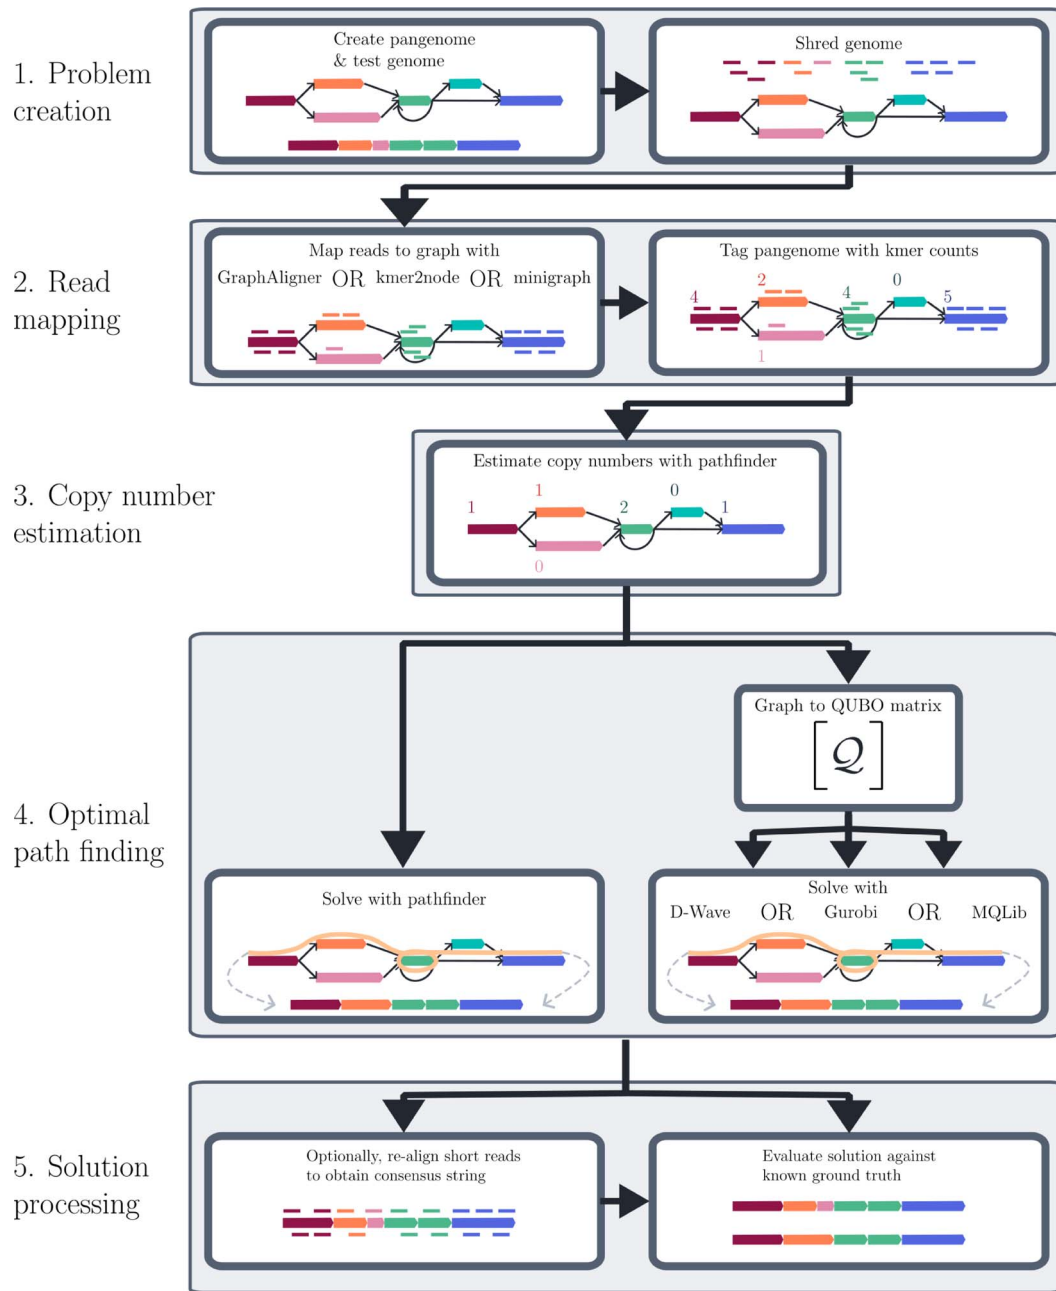 1. Problem
creation
Create pangenome
& test genome
Shred genome
2. Read
mapping
Map reads to graph with
GraphAligner OR kmer2node OR minigraph
Tag pangenome with kmer counts
4
2
1
4
0
5
3. Copy number
estimation
Estimate copy numbers with pathfinder
1
1
0
2
0
1
4. Optimal
path finding
Graph to QUBO matrix
[Q]
Solve with pathfinder
Solve with
D-Wave OR Gurobi OR MQLib
5. Solution
processing
Optionally, re-align short reads
to obtain consensus string
Evaluate solution against
known ground truth